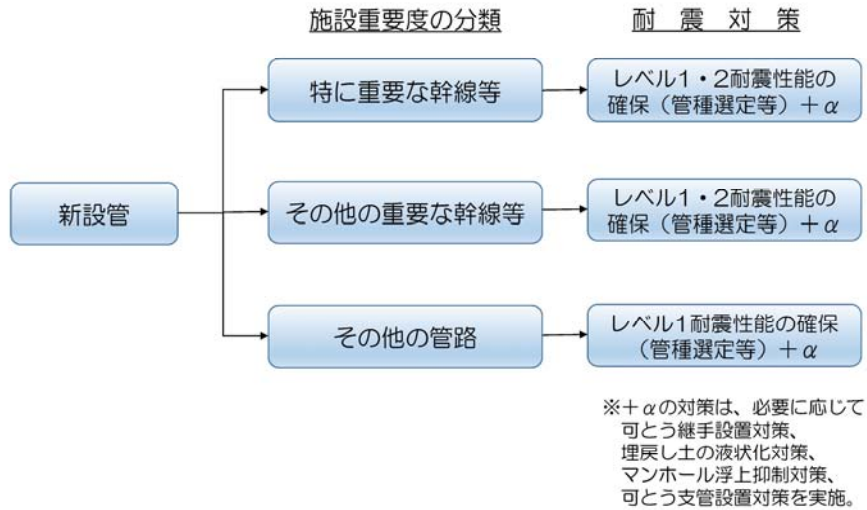 施設重要度の分類
耐 震 対 策
特に重要な幹線等
レベル1・2耐震性能の
確保（管種選定等）＋α
新設管
その他の重要な幹線等
レベル1・2耐震性能の
確保（管種選定等）＋α
その他の管路
レベル1耐震性能の確保
（管種選定等）＋α
※＋αの対策は、必要に応じて
可とう継手設置対策、
埋戻し土の液状化対策、
マンホール浮上抑制対策、
可とう支管設置対策を実施。